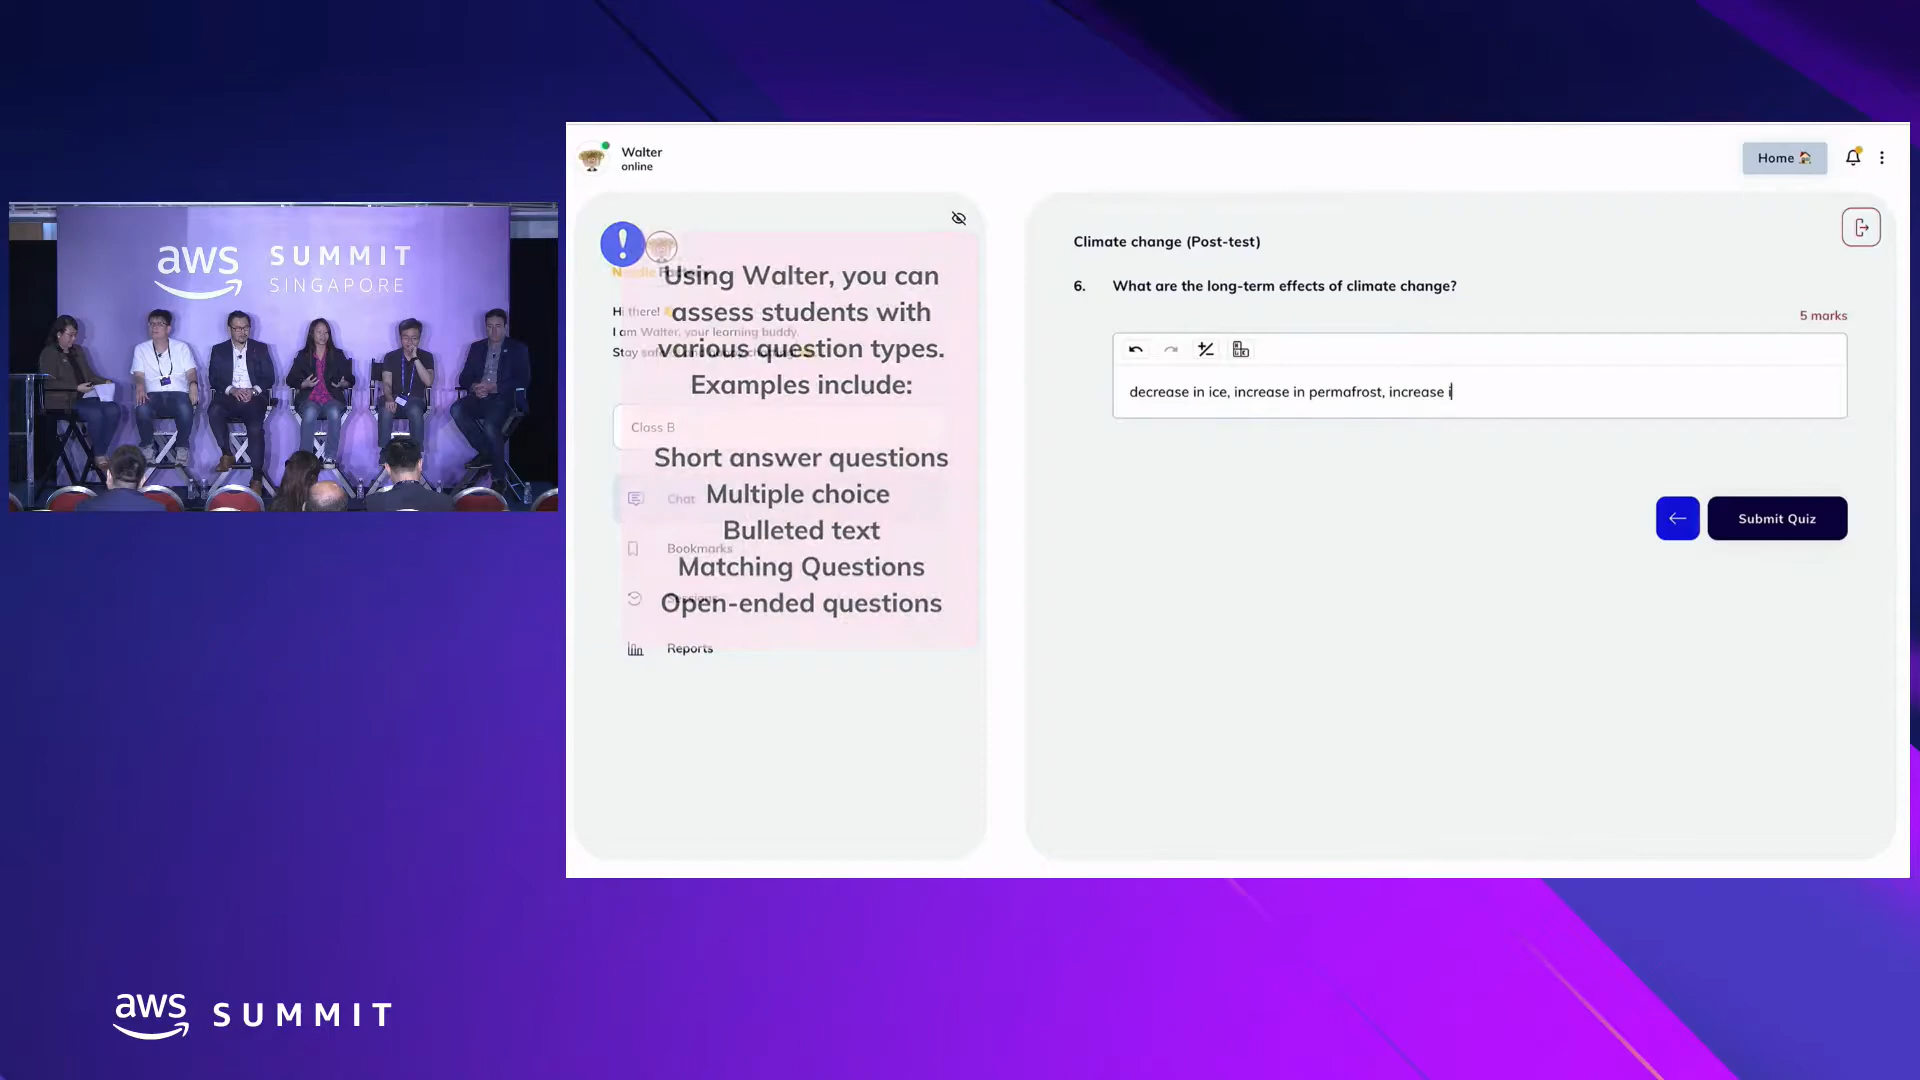 aws SUMMIT
SINGAPORE
Walter
online
Home
Hi there!
I am Walter, your learning buddy.
Using Walter, you can
assess students with
various question types.
Examples include:
Class B
Short answer questions
Multiple choice
Bulleted text
Matching Questions
Open-ended questions
Chat
Bookmarks
Sessions
Reports
Climate change (Post-test)
6. What are the long-term effects of climate change?
5 marks
decrease in ice, increase in permafrost, increase i
Submit Quiz
aws SUMMIT